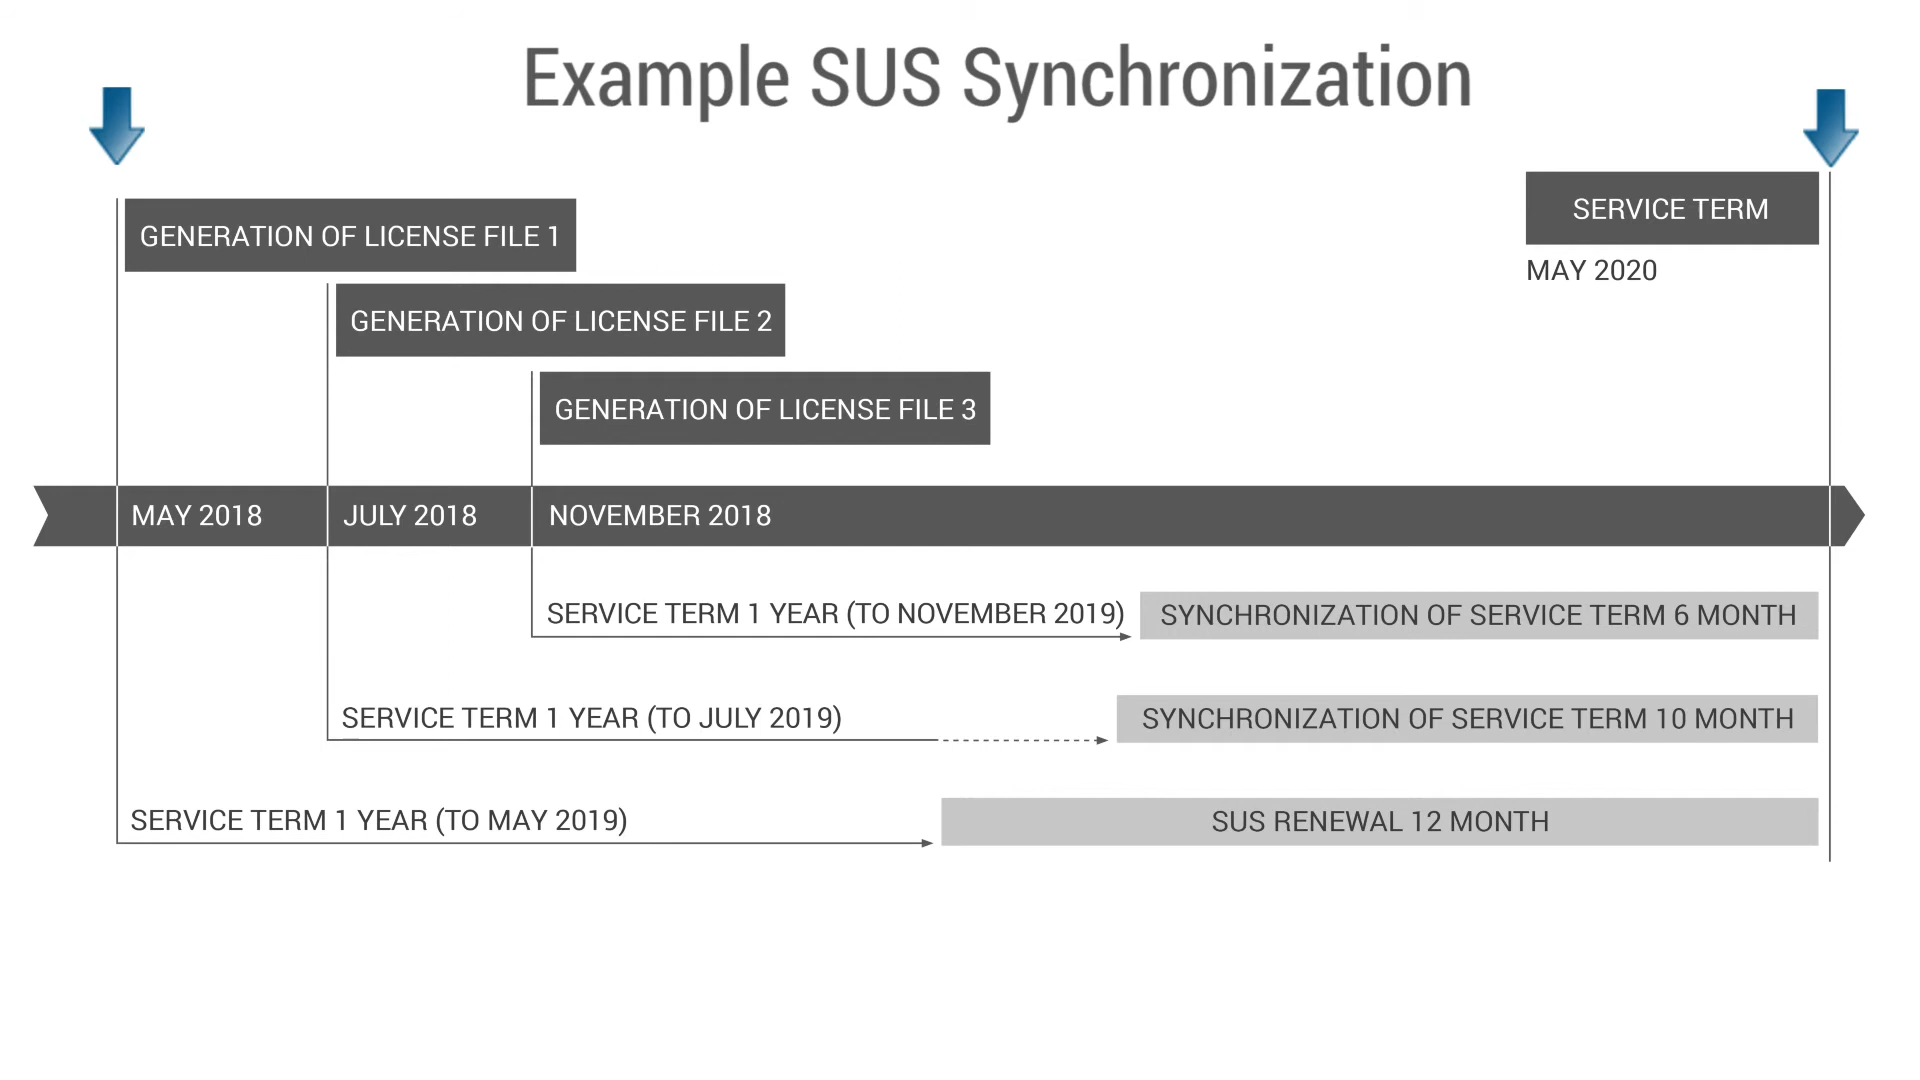 Example SUS Synchronization
GENERATION OF LICENSE FILE 1
SERVICE TERM
MAY 2020
GENERATION OF LICENSE FILE 2
GENERATION OF LICENSE FILE 3
MAY 2018
JULY 2018
NOVEMBER 2018
SERVICE TERM 1 YEAR (TO NOVEMBER 2019)
SYNCHRONIZATION OF SERVICE TERM 6 MONTH
SERVICE TERM 1 YEAR (TO JULY 2019)
SYNCHRONIZATION OF SERVICE TERM 10 MONTH
SERVICE TERM 1 YEAR (TO MAY 2019)
SUS RENEWAL 12 MONTH